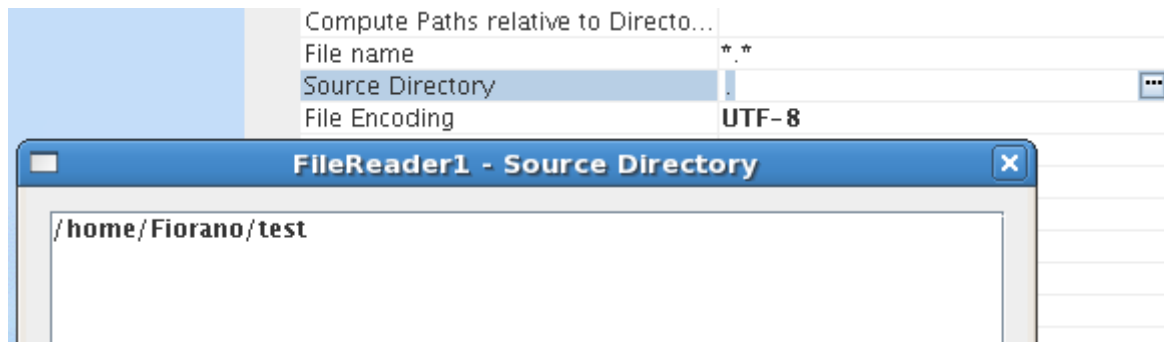 Compute Paths relative to Directo...
File name *.*
Source Directory . ...
File Encoding UTF-8
FileReader1 - Source Directory
/home/Fiorano/test